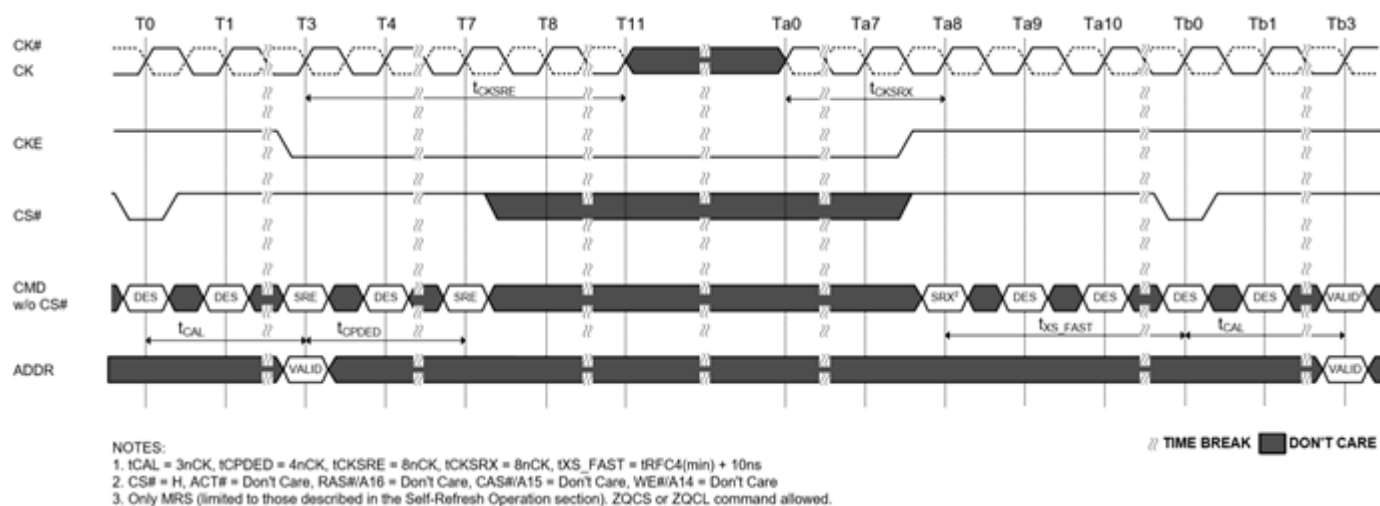 T0 T1 T3 T4 T7 T8 T11 Ta0 Ta7 Ta8 Ta9 Ta10 Tb0 Tb1 Tb3
CK#
CK
tCKSRE tCKSRX
CKE
CS#
CMD
w/o CS#
DES DES SRE DES SRE SRX² DES DES DES DES VALID³
tCAL tCPDED tXS_FAST tCAL
ADDR
VALID VALID
TIME BREAK DON'T CARE
NOTES:
1. tCAL = 3nCK, tCPDED = 4nCK, tCKSRE = 8nCK, tCKSRX = 8nCK, tXS_FAST = tRFC4(min) + 10ns
2. CS# = H, ACT# = Don't Care, RAS#/A16 = Don't Care, CAS#/A15 = Don't Care, WE#/A14 = Don't Care
3. Only MRS (limited to those described in the Self-Refresh Operation section). ZQCS or ZQCL command allowed.